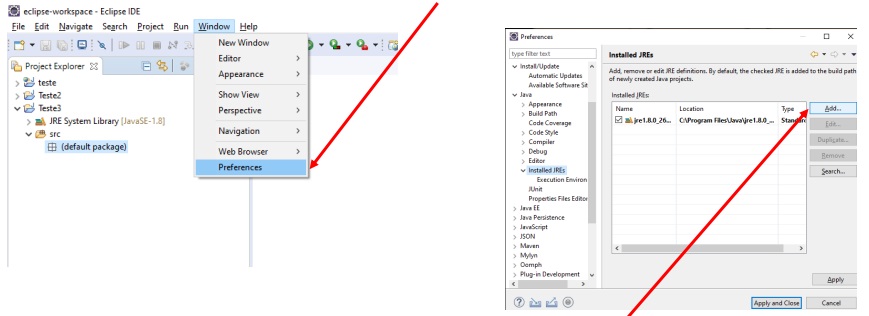 eclipse-workspace - Eclipse IDE
File Edit Navigate Search Project Run Window Help
Project Explorer
teste
Teste2
Teste3
JRE System Library [JavaSE-1.8]
src
(default package)
New Window
Editor
Appearance
Show View
Perspective
Navigation
Web Browser
Preferences
Preferences
type filter text
Install/Update
Automatic Updates
Available Software Sit
Java
Appearance
Build Path
Code Coverage
Code Style
Compiler
Debug
Editor
Installed JREs
Execution Environ
JUnit
Properties Files Editor
Java EE
Java Persistence
JavaScript
JSON
Maven
Mylyn
Oomph
Plug-in Development
Installed JREs
Add, remove or edit JRE definitions. By default, the checked JRE is added to the build path
of newly created Java projects.
Installed JREs:
Name Location Type
jre1.8.0_26... C:\Program Files\Java\jre1.8.0_... Standard
Add...
Edit...
Duplicate...
Remove
Search...
Apply
Apply and Close Cancel